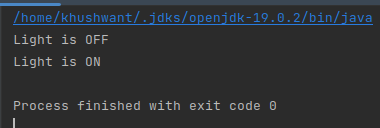 /home/khushwant/.jdks/openjdk-19.0.2/bin/java
Light is OFF
Light is ON
Process finished with exit code 0